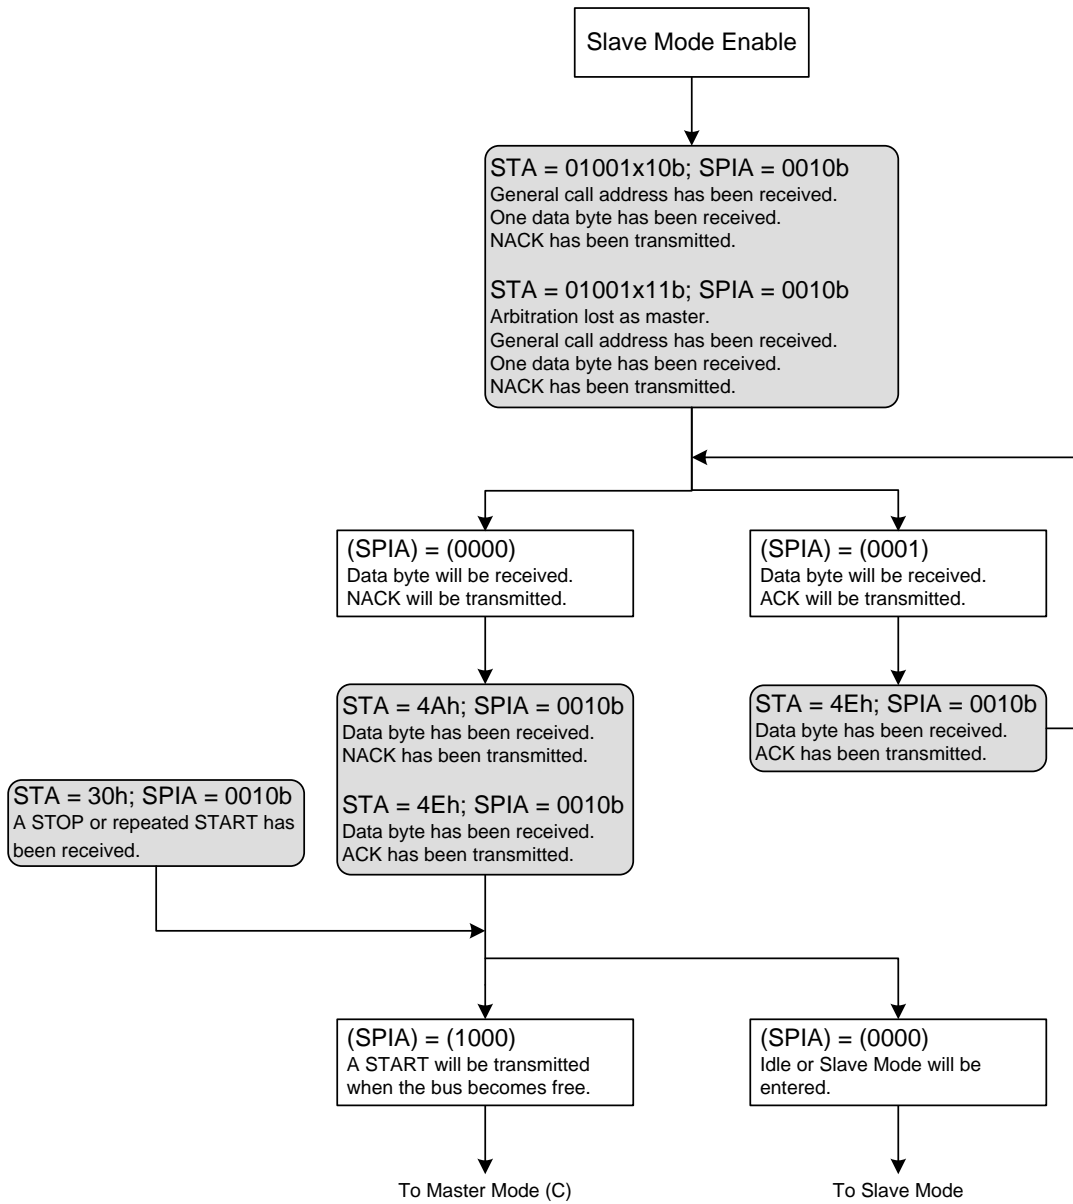 Slave Mode Enable
STA = 01001x10b; SPIA = 0010b
General call address has been received.
One data byte has been received.
NACK has been transmitted.
STA = 01001x11b; SPIA = 0010b
Arbitration lost as master.
General call address has been received.
One data byte has been received.
NACK has been transmitted.
(SPIA) = (0000)
Data byte will be received.
NACK will be transmitted.
(SPIA) = (0001)
Data byte will be received.
ACK will be transmitted.
STA = 4Ah; SPIA = 0010b
Data byte has been received.
NACK has been transmitted.
STA = 4Eh; SPIA = 0010b
Data byte has been received.
ACK has been transmitted.
STA = 4Eh; SPIA = 0010b
Data byte has been received.
ACK has been transmitted.
STA = 30h; SPIA = 0010b
A STOP or repeated START has
been received.
(SPIA) = (1000)
A START will be transmitted
when the bus becomes free.
(SPIA) = (0000)
Idle or Slave Mode will be
entered.
To Master Mode (C)
To Slave Mode